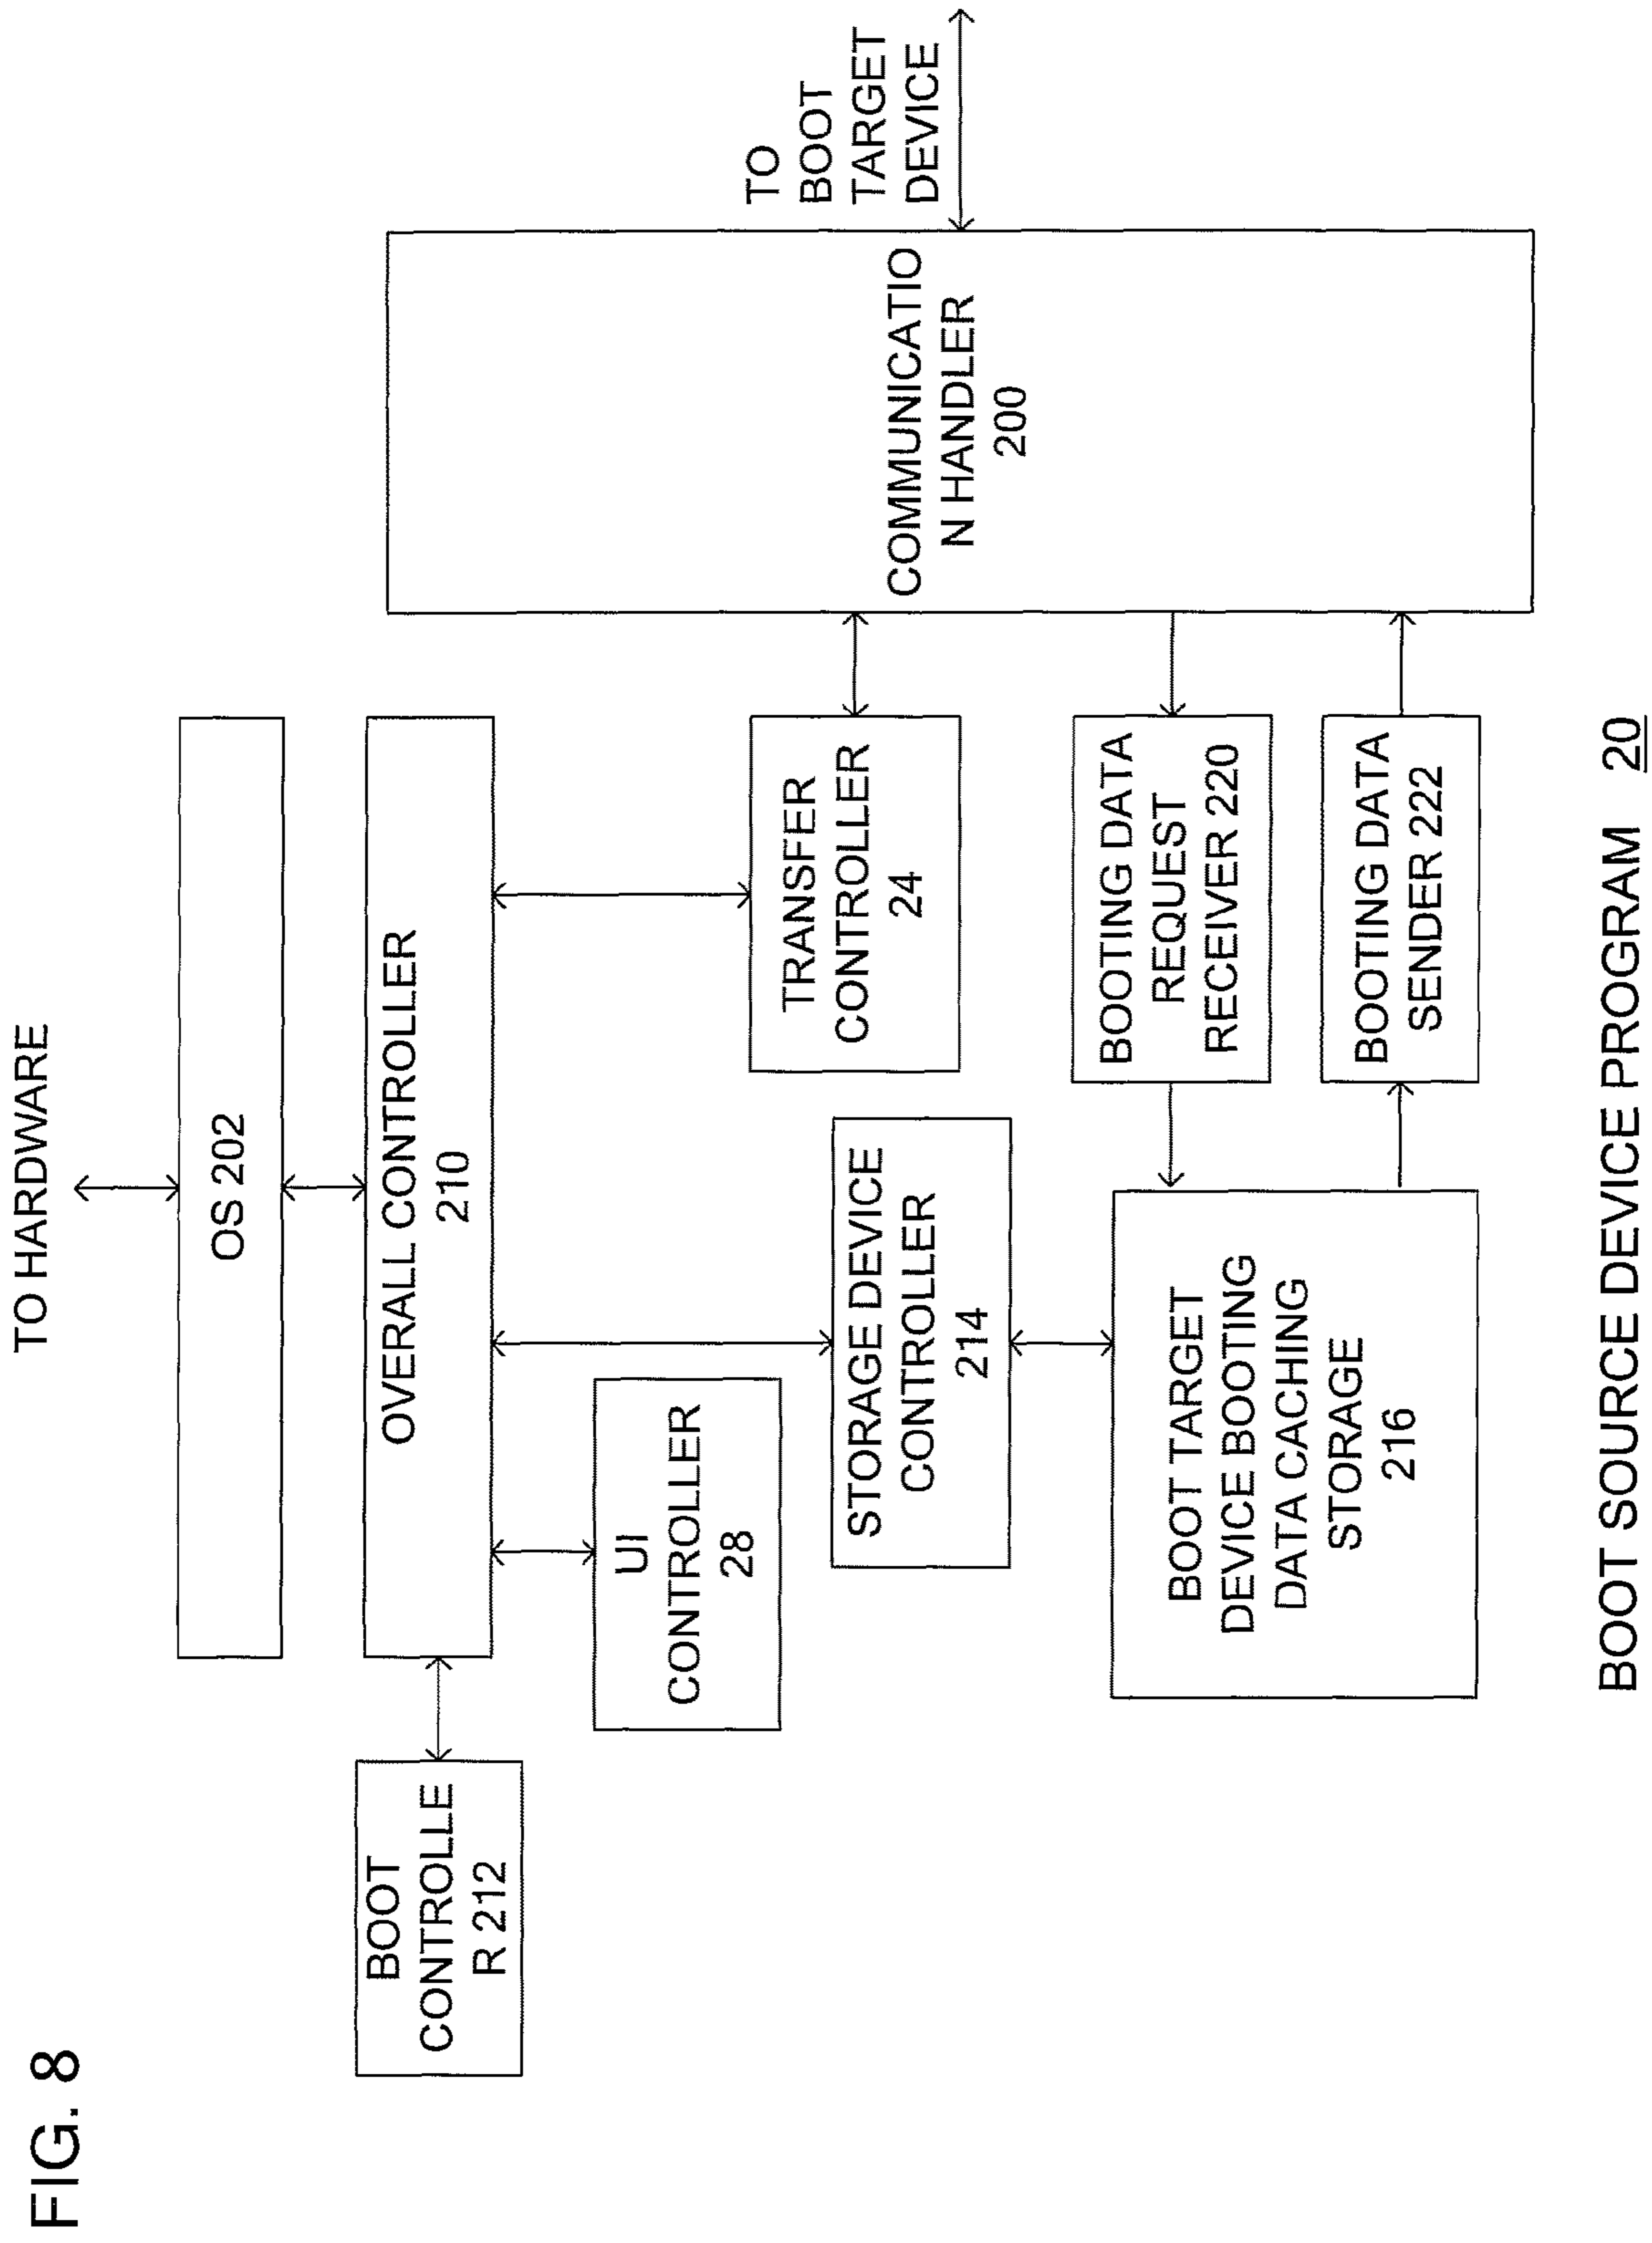 FIG. 8
TO HARDWARE
OS 202
BOOT
CONTROLLE
R 212
OVERALL CONTROLLER
210
UI
CONTROLLER
28
STORAGE DEVICE
CONTROLLER
214
TRANSFER
CONTROLLER
24
BOOT TARGET
DEVICE BOOTING
DATA CACHING
STORAGE
216
BOOTING DATA
REQUEST
RECEIVER 220
BOOTING DATA
SENDER 222
COMMUNICATIO
N HANDLER
200
TO
BOOT
TARGET
DEVICE
BOOT SOURCE DEVICE PROGRAM 20